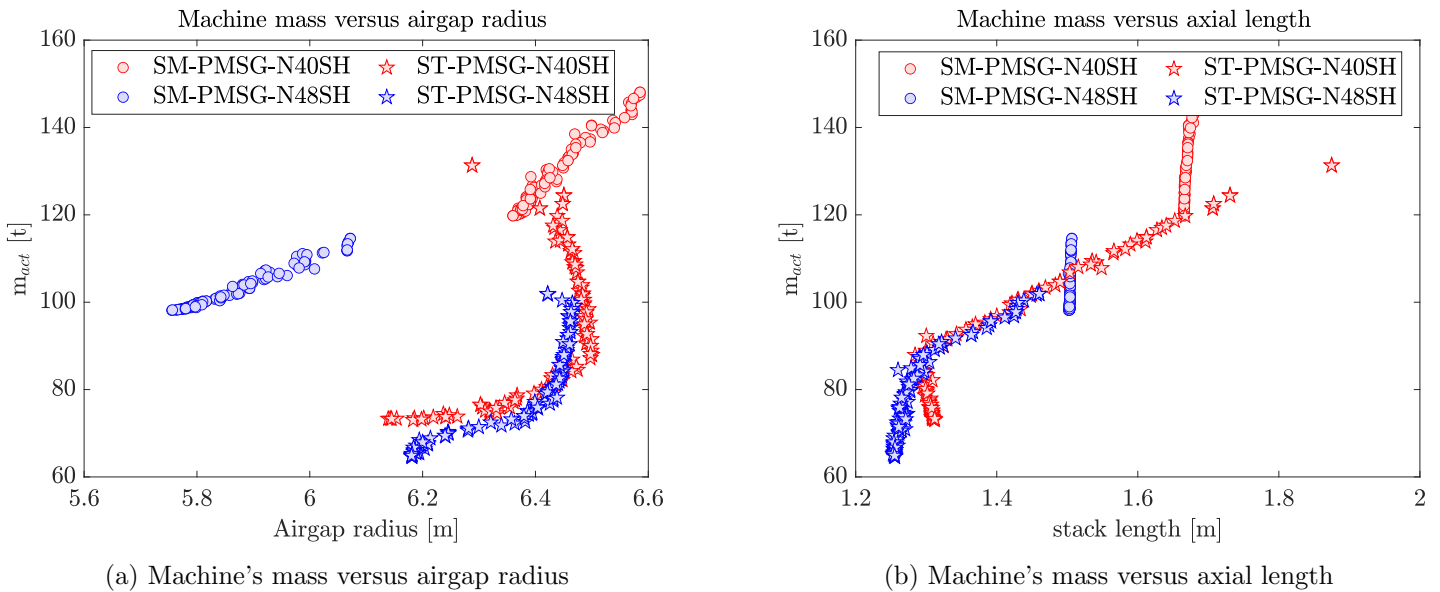 Machine mass versus airgap radius
160
140
120
100
80
60
m_act [t]
SM-PMSG-N40SH ST-PMSG-N40SH
SM-PMSG-N48SH ST-PMSG-N48SH
5.6 5.8 6 6.2 6.4 6.6
Airgap radius [m]
(a) Machine's mass versus airgap radius
Machine mass versus axial length
160
140
120
100
80
60
m_act [t]
SM-PMSG-N40SH ST-PMSG-N40SH
SM-PMSG-N48SH ST-PMSG-N48SH
1.2 1.4 1.6 1.8 2
stack length [m]
(b) Machine's mass versus axial length